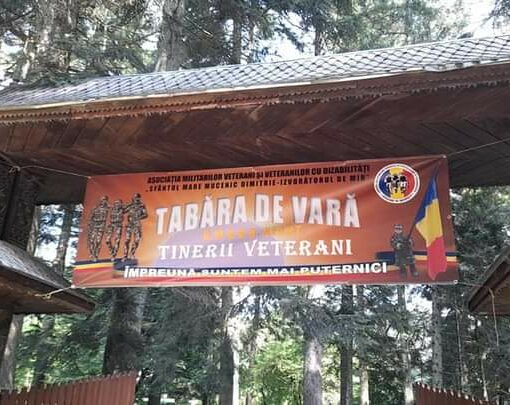 ASOCIAȚIA MILITARILOR VETERANI ȘI VETERANILOR CU DIZABILITĂȚI
„SFÂNTUL MARE MUCENIC DIMITRIE-IZVORÂTORUL DE MIR"
TABĂRA DE VARĂ
TINERII VETERANI
ÎMPREUNĂ SUNTEM MAI PUTERNICI